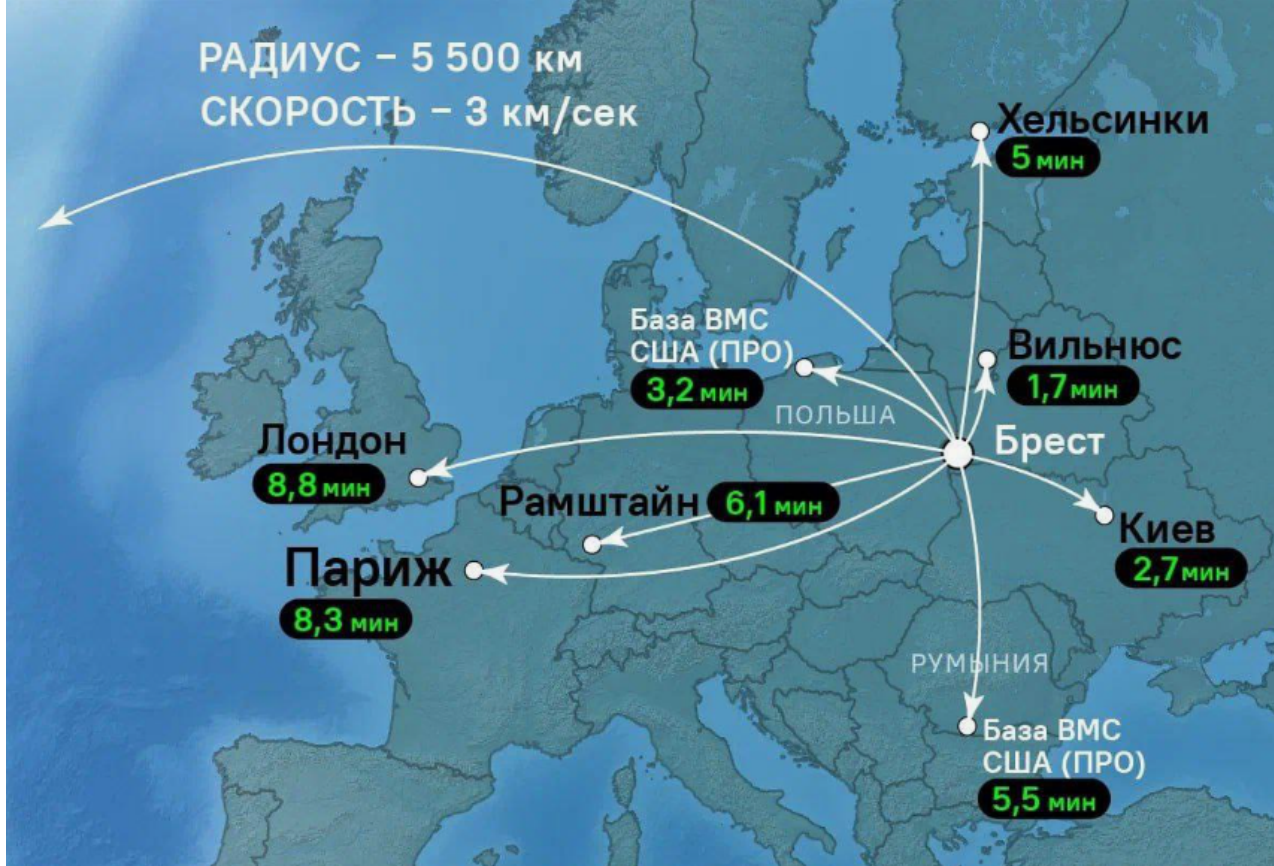 РАДИУС – 5 500 км
СКОРОСТЬ – 3 км/сек
Хельсинки
5 мин
База ВМС
США (ПРО)
3,2 мин
Вильнюс
1,7 мин
ПОЛЬША
Брест
Лондон
8,8 мин
Рамштайн 6,1 мин
Киев
2,7 мин
Париж
8,3 мин
РУМЫНИЯ
База ВМС
США (ПРО)
5,5 мин